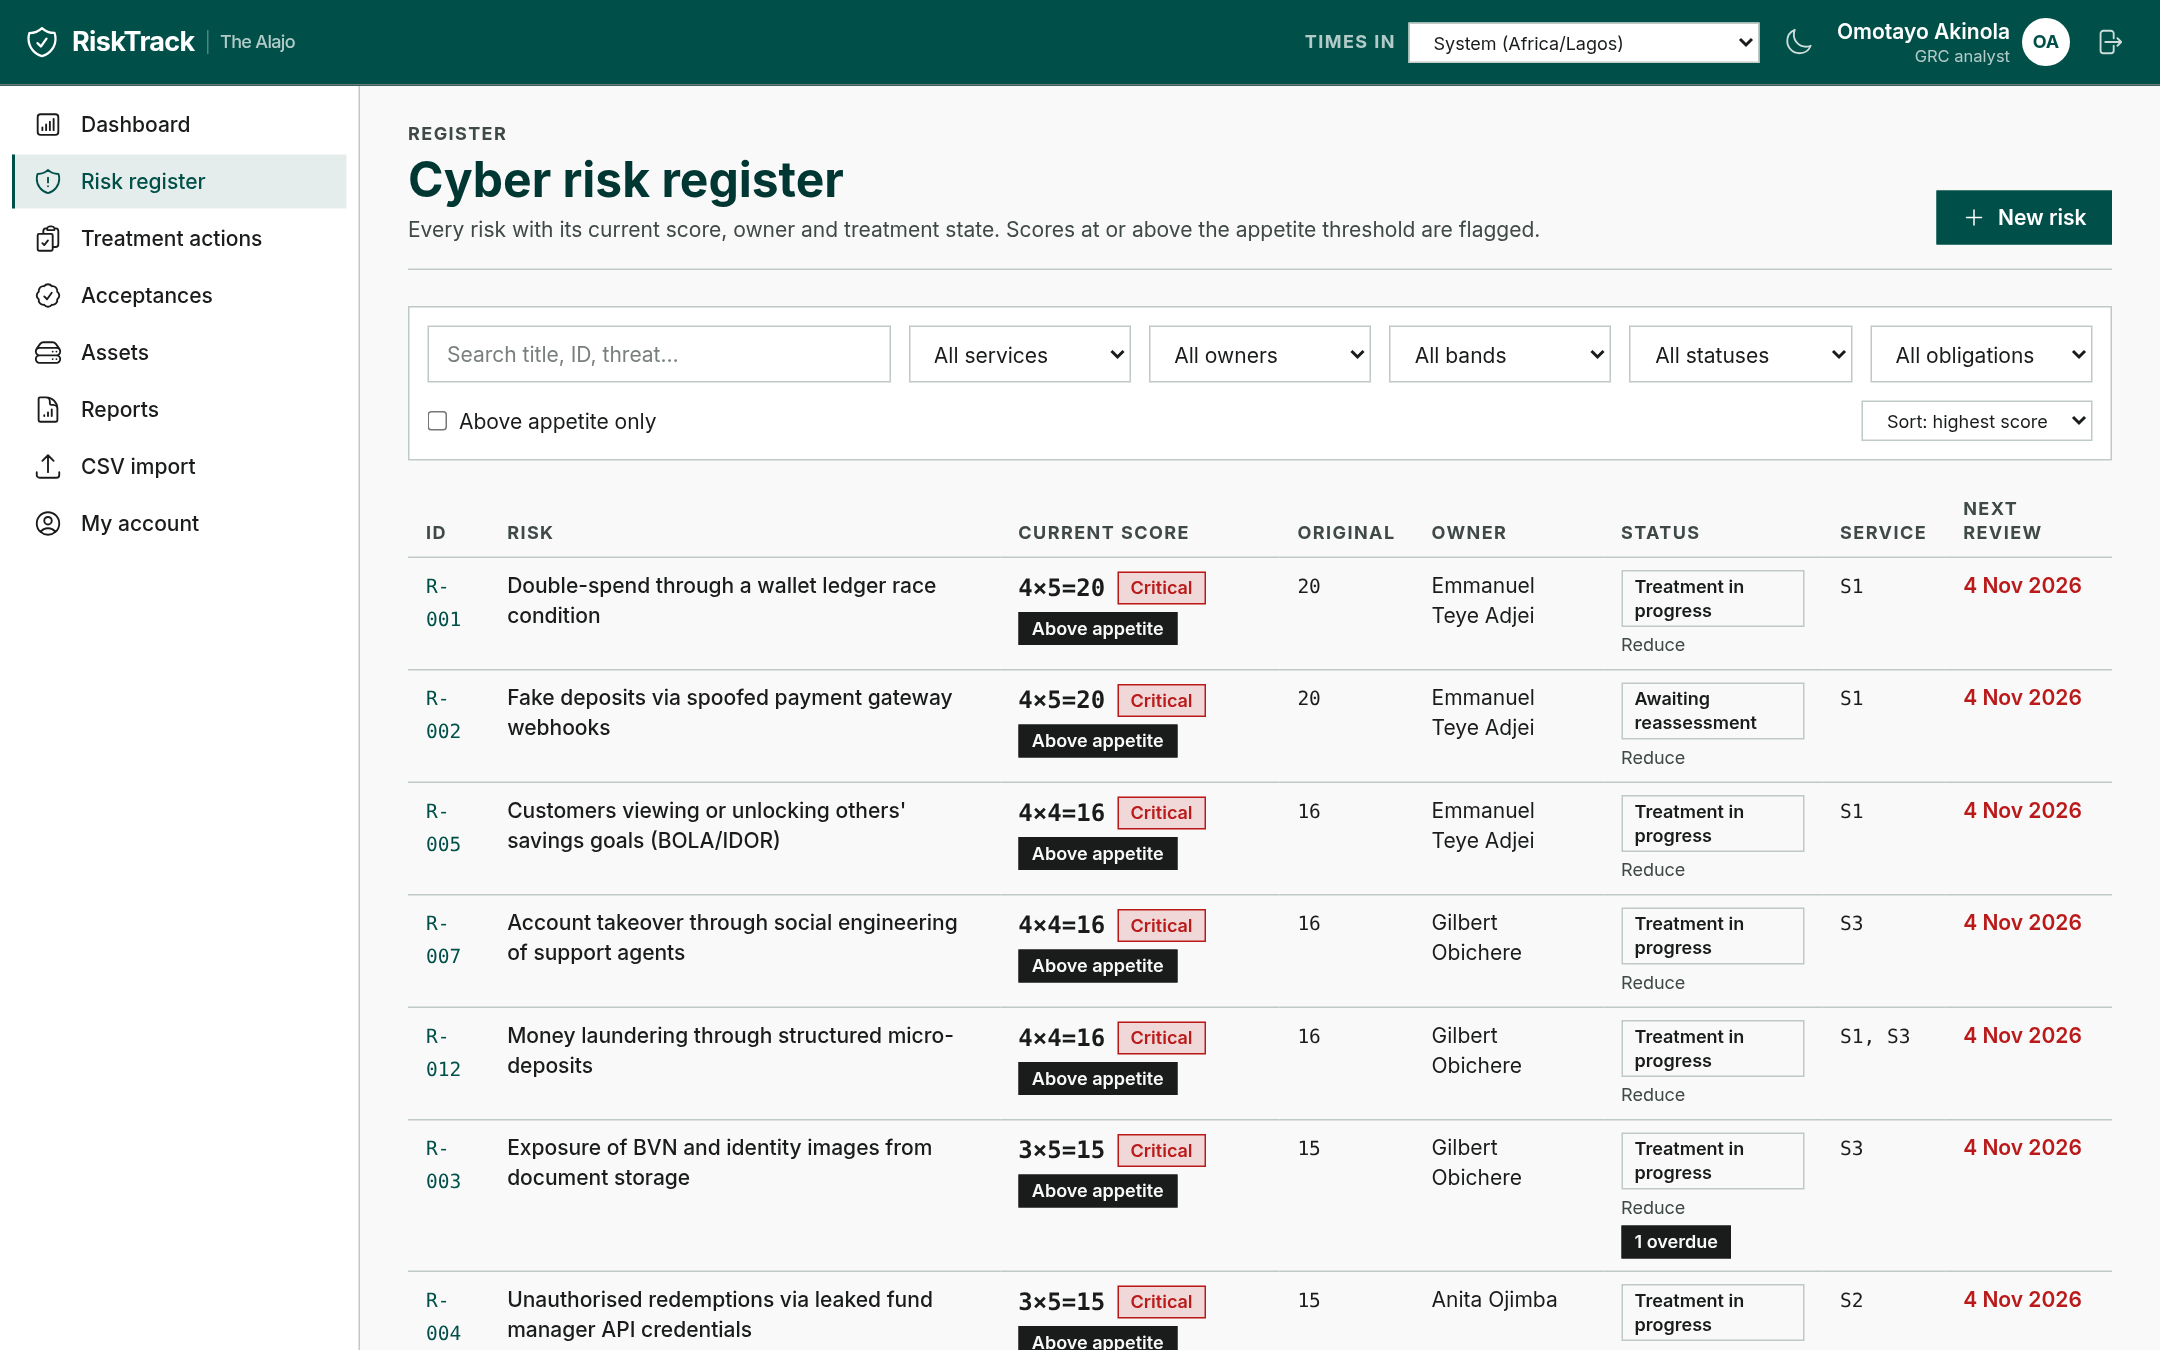 RiskTrack
The Alajo
TIMES IN
System (Africa/Lagos)
Omotayo Akinola
GRC analyst
OA
Dashboard
Risk register
Treatment actions
Acceptances
Assets
Reports
CSV import
My account
REGISTER
Cyber risk register
Every risk with its current score, owner and treatment state. Scores at or above the appetite threshold are flagged.
New risk
Search title, ID, threat...
All services
All owners
All bands
All statuses
All obligations
Above appetite only
Sort: highest score
ID
RISK
CURRENT SCORE
ORIGINAL
OWNER
STATUS
SERVICE
NEXT
REVIEW
R-
001
Double-spend through a wallet ledger race
condition
4×5=20 Critical
Above appetite
20
Emmanuel
Teye Adjei
Treatment in
progress
Reduce
S1
4 Nov 2026
R-
002
Fake deposits via spoofed payment gateway
webhooks
4×5=20 Critical
Above appetite
20
Emmanuel
Teye Adjei
Awaiting
reassessment
Reduce
S1
4 Nov 2026
R-
005
Customers viewing or unlocking others'
savings goals (BOLA/IDOR)
4×4=16 Critical
Above appetite
16
Emmanuel
Teye Adjei
Treatment in
progress
Reduce
S1
4 Nov 2026
R-
007
Account takeover through social engineering
of support agents
4×4=16 Critical
Above appetite
16
Gilbert
Obichere
Treatment in
progress
Reduce
S3
4 Nov 2026
R-
012
Money laundering through structured micro-
deposits
4×4=16 Critical
Above appetite
16
Gilbert
Obichere
Treatment in
progress
Reduce
S1, S3
4 Nov 2026
R-
003
Exposure of BVN and identity images from
document storage
3×5=15 Critical
Above appetite
15
Gilbert
Obichere
Treatment in
progress
Reduce
1 overdue
S3
4 Nov 2026
R-
004
Unauthorised redemptions via leaked fund
manager API credentials
3×5=15 Critical
Above appetite
15
Anita Ojimba
Treatment in
progress
S2
4 Nov 2026